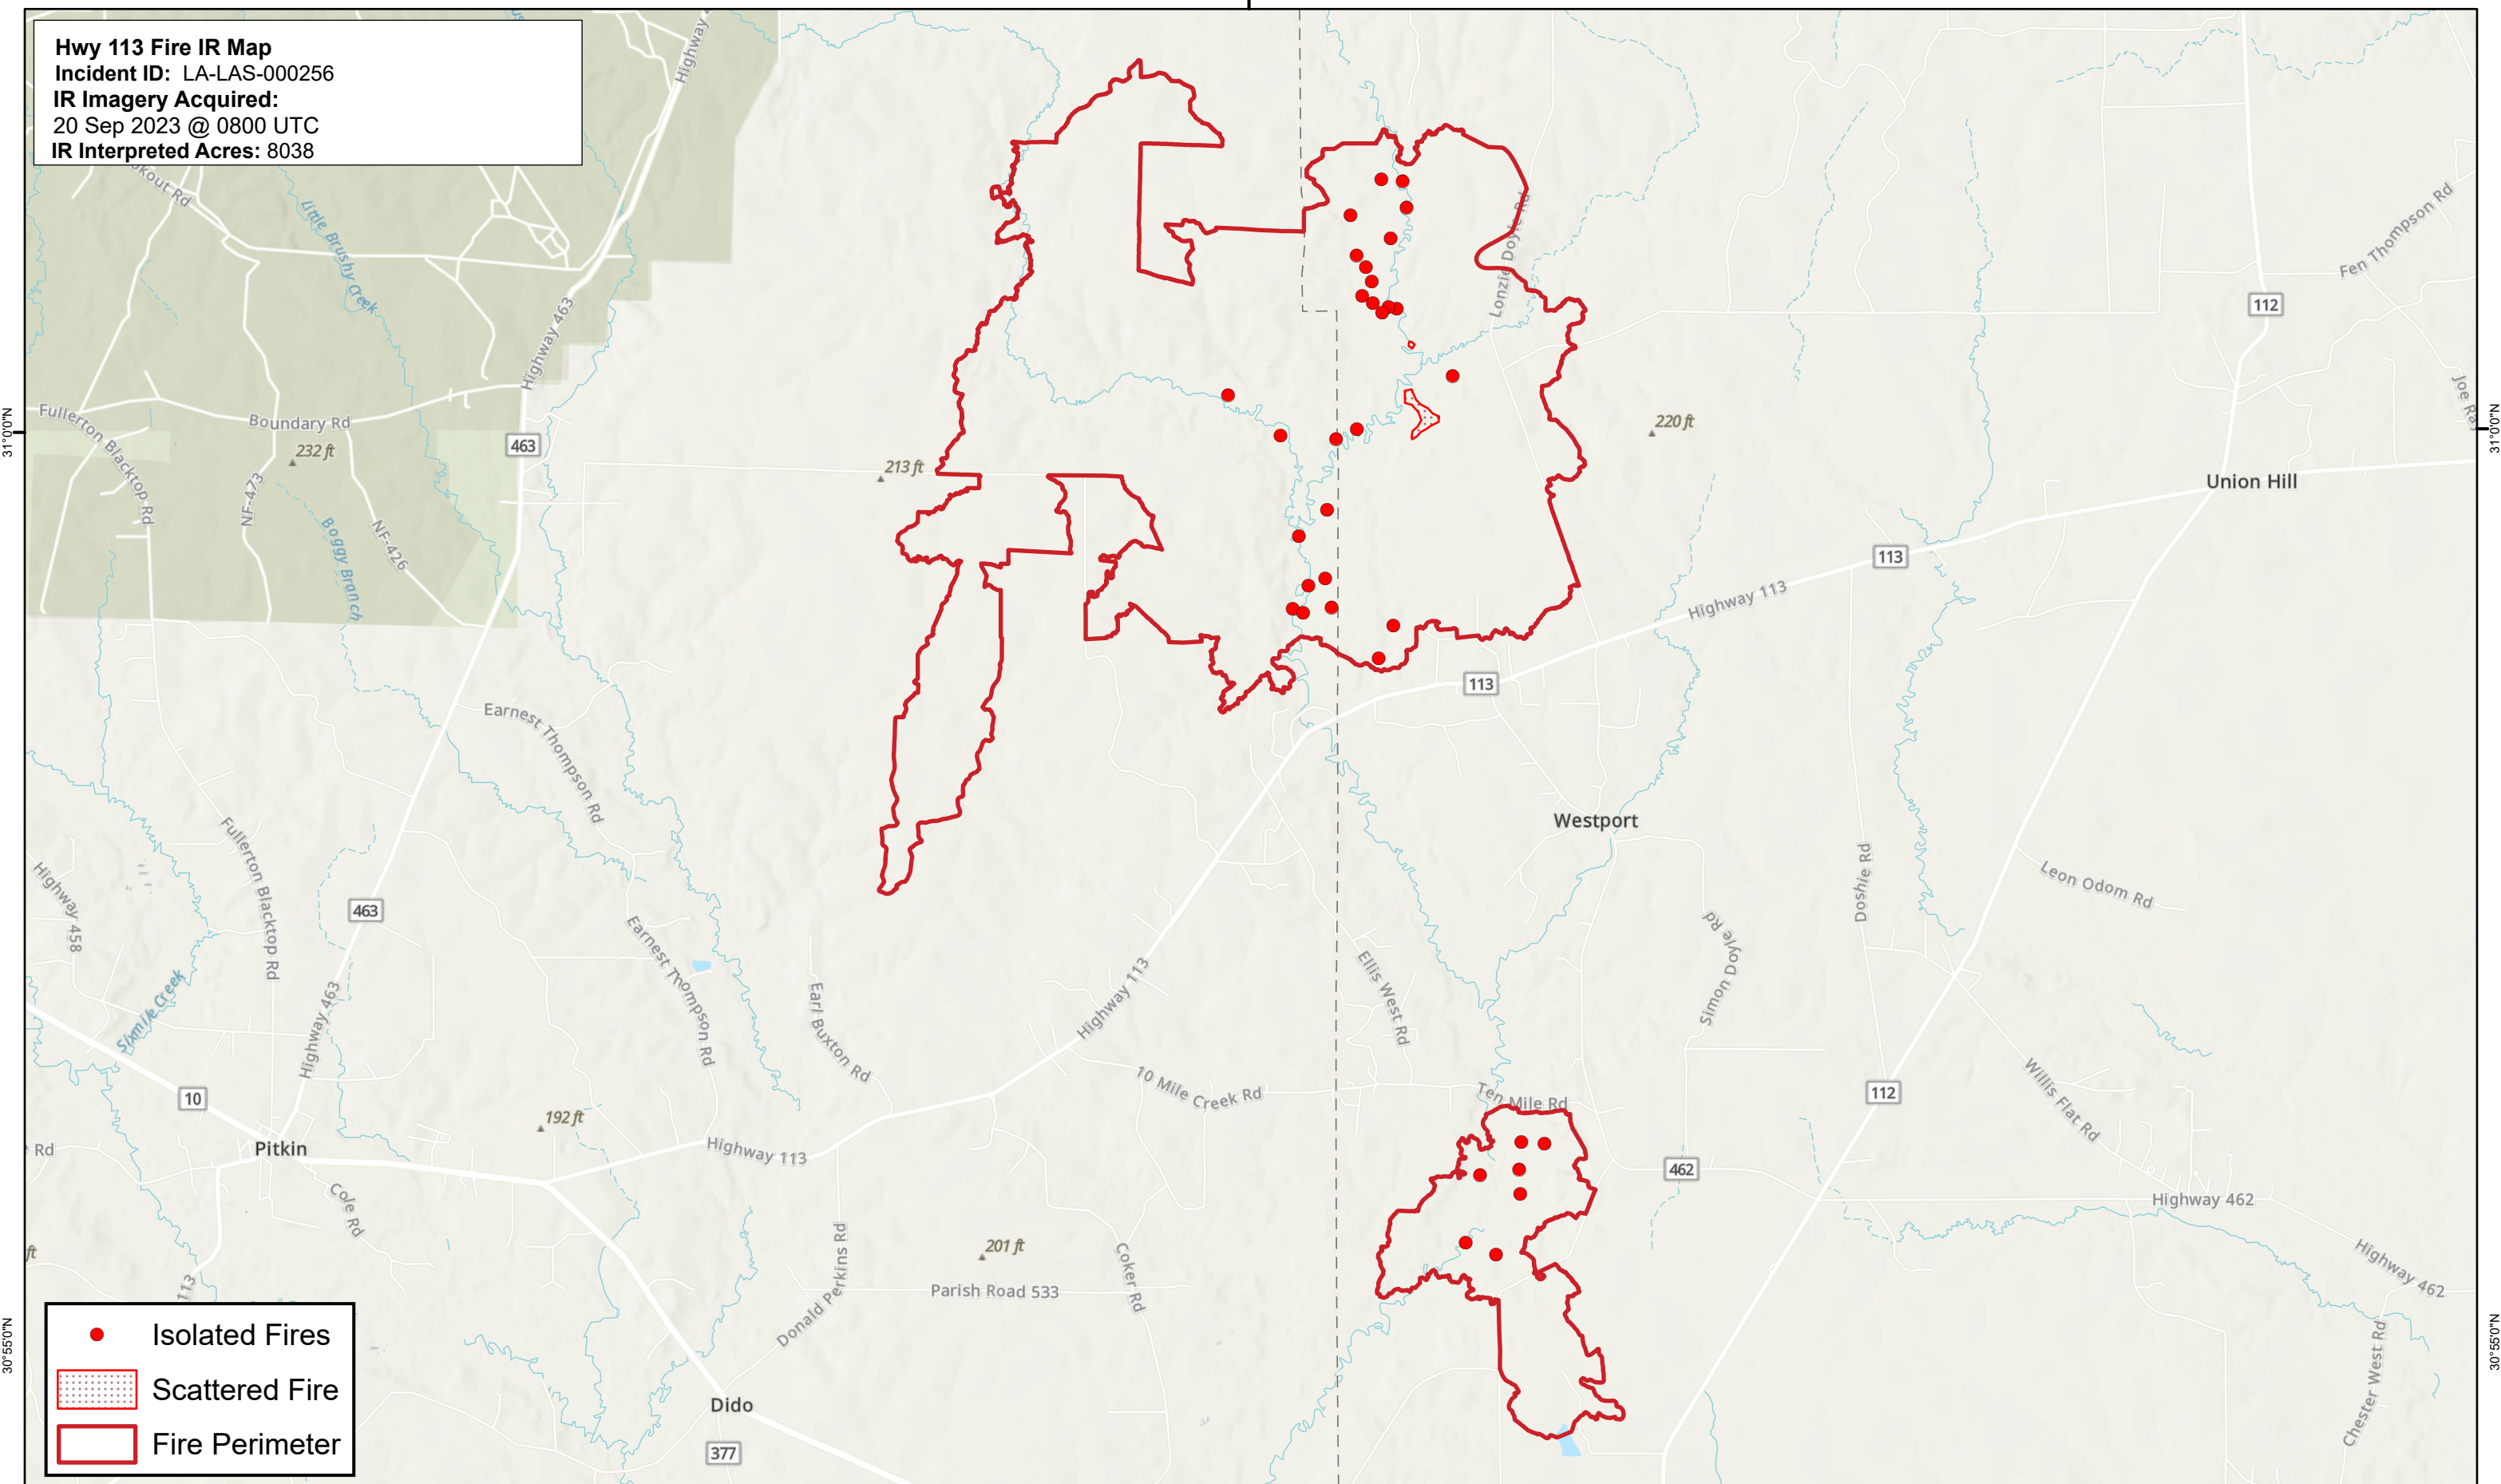 Hwy 113 Fire IR Map
Incident ID: LA-LAS-000256
IR Imagery Acquired:
20 Sep 2023 @ 0800 UTC
IR Interpreted Acres: 8038
Highway
Little Brushy Creek
Highway 463
Lonzie Doyle Rd
Fen Thompson Rd
112
31°0'0"N
Fullerton Blacktop Rd
Boundary Rd
232 ft
463
213 ft
220 ft
31°0'0"N
NF-473
NF-426
Boggy Branch
Union Hill
113
Highway 113
113
Earnest Thompson Rd
Westport
Fullerton Blacktop Rd
Highway 458
463
Doshie Rd
Leon Odom Rd
Simon Doyle Rd
Earnest Thompson Rd
Sixmile Creek
Highway 463
Earl Buxton Rd
Highway 113
Ellis West Rd
10 Mile Creek Rd
Ten Mile Rd
112
Willis Flat Rd
10
192 ft
Rd
Pitkin
Highway 113
462
Highway 462
Cole Rd
ft
201 ft
Donald Perkins Rd
Parish Road 533
Coker Rd
Highway 462
113
30°55'0"N
30°55'0"N
Chester West Rd
Isolated Fires
Scattered Fire
Fire Perimeter
Dido
377